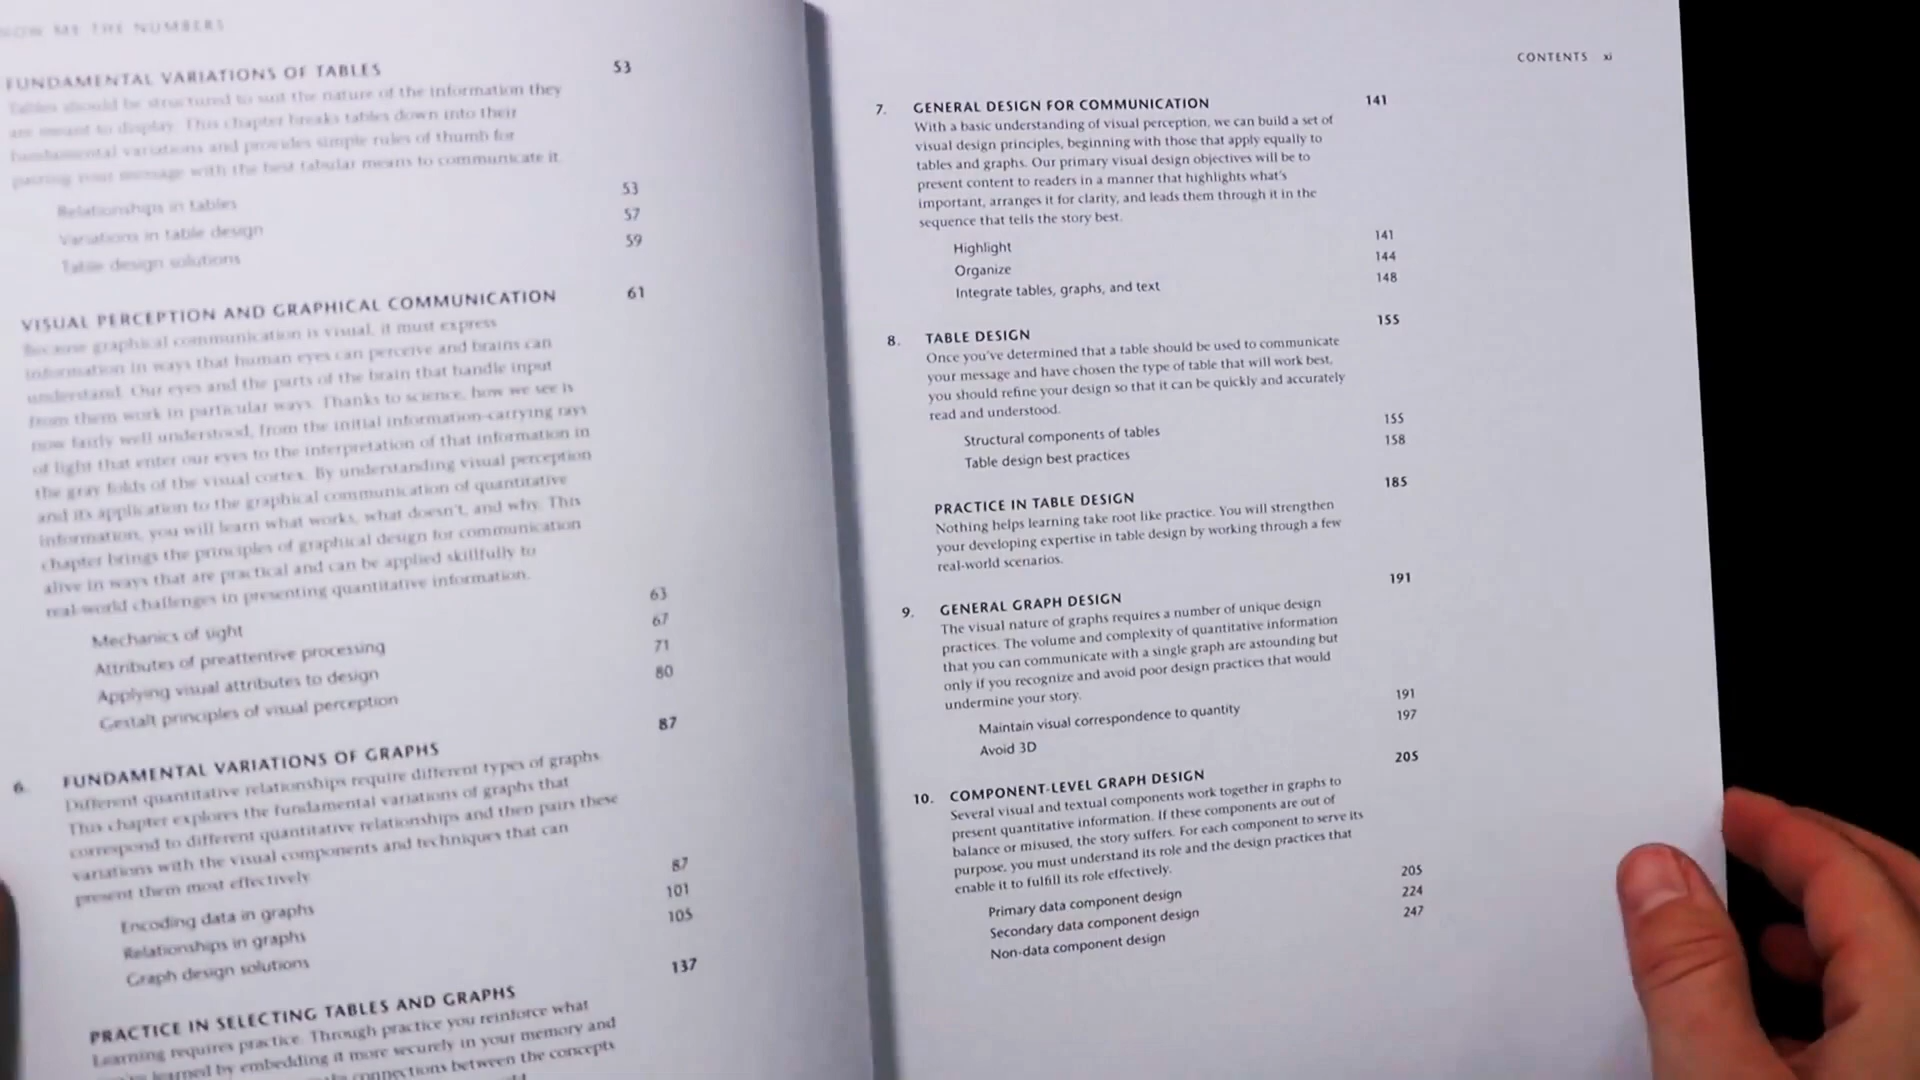 ME THE NUMBERS
FUNDAMENTAL VARIATIONS OF TABLES 53
Tables should be structured to suit the nature of the information they
are meant to display. This chapter breaks tables down into their
fundamental variations and provides simple rules of thumb for
pairing your message with the best tabular means to communicate it.
Relationships in tables 53
Variations in table design 57
Table design solutions 59
VISUAL PERCEPTION AND GRAPHICAL COMMUNICATION 61
Because graphical communication is visual, it must express
information in ways that human eyes can perceive and brains can
understand. Our eyes and the parts of the brain that handle input
from them work in particular ways. Thanks to science, how we see is
now fairly well understood, from the initial information-carrying rays
of light that enter our eyes to the interpretation of that information in
the gray folds of the visual cortex. By understanding visual perception
and its application to the graphical communication of quantitative
information, you will learn what works, what doesn't, and why. This
chapter brings the principles of graphical design for communication
alive in ways that are practical and can be applied skillfully to
real-world challenges in presenting quantitative information.
Mechanics of sight 63
Attributes of preattentive processing 67
Applying visual attributes to design 71
Gestalt principles of visual perception 80
6. FUNDAMENTAL VARIATIONS OF GRAPHS 87
Different quantitative relationships require different types of graphs.
This chapter explores the fundamental variations of graphs that
correspond to different quantitative relationships and then pairs these
variations with the visual components and techniques that can
present them most effectively.
Encoding data in graphs 87
Relationships in graphs 101
Graph design solutions 105
PRACTICE IN SELECTING TABLES AND GRAPHS 137
Learning requires practice. Through practice you reinforce what
learned by embedding it more securely in your memory and
connections between the concepts
CONTENTS xi
7. GENERAL DESIGN FOR COMMUNICATION 141
With a basic understanding of visual perception, we can build a set of
visual design principles, beginning with those that apply equally to
tables and graphs. Our primary visual design objectives will be to
present content to readers in a manner that highlights what's
important, arranges it for clarity, and leads them through it in the
sequence that tells the story best.
Highlight 141
Organize 144
Integrate tables, graphs, and text 148
8. TABLE DESIGN 155
Once you've determined that a table should be used to communicate
your message and have chosen the type of table that will work best,
you should refine your design so that it can be quickly and accurately
read and understood.
Structural components of tables 155
Table design best practices 158
PRACTICE IN TABLE DESIGN 185
Nothing helps learning take root like practice. You will strengthen
your developing expertise in table design by working through a few
real-world scenarios.
9. GENERAL GRAPH DESIGN 191
The visual nature of graphs requires a number of unique design
practices. The volume and complexity of quantitative information
that you can communicate with a single graph are astounding but
only if you recognize and avoid poor design practices that would
undermine your story.
Maintain visual correspondence to quantity 191
Avoid 3D 197
10. COMPONENT-LEVEL GRAPH DESIGN 205
Several visual and textual components work together in graphs to
present quantitative information. If these components are out of
balance or misused, the story suffers. For each component to serve its
purpose, you must understand its role and the design practices that
enable it to fulfill its role effectively.
Primary data component design 205
Secondary data component design 224
Non-data component design 247